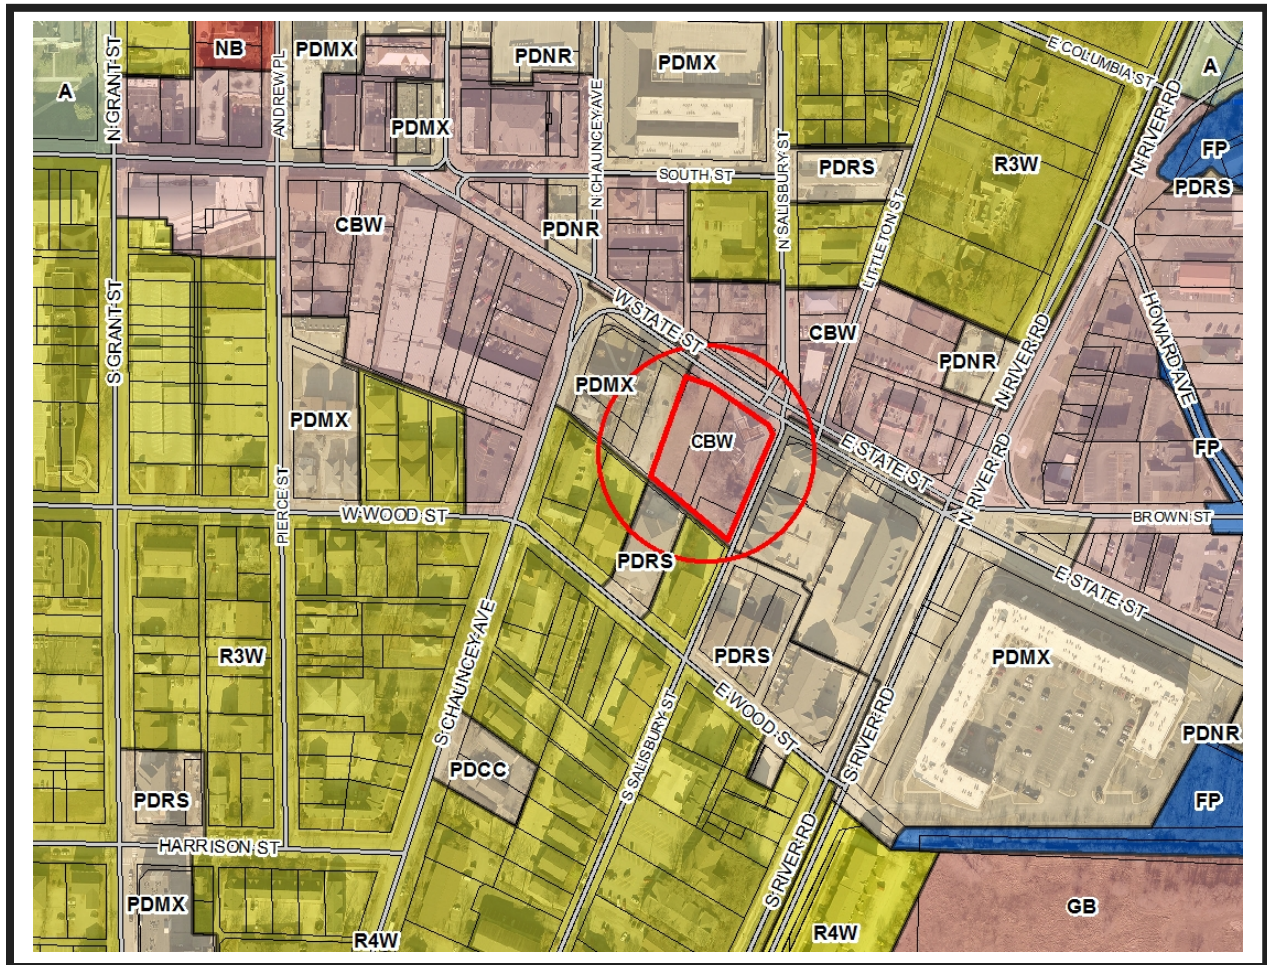 E COLUMBIA ST
NB
PDMX
PDNR
PDMX
A
A
N GRANT ST
ANDREW PL
N CHAUNCEY AVE
N RIVER RD
PDMX
FP
SOUTH ST
N SALISBURY ST
PDRS
R3W
PDRS
CBW
PDNR
LITTLETON ST
S GRANT ST
W STATE ST
CBW
HOWARD AVE
PDNR
N RIVER RD
PDMX
PDMX
CBW
E STATE ST
FP
PIERCE ST
W WOOD ST
N RIVER RD
BROWN ST
PDRS
E STATE ST
R3W
S CHAUNCEY AVE
PDRS
PDMX
E WOOD ST
S SALISBURY ST
S RIVER RD
PDNR
PDCC
PDRS
FP
HARRISON ST
S RIVER RD
PDMX
GB
R4W
R4W